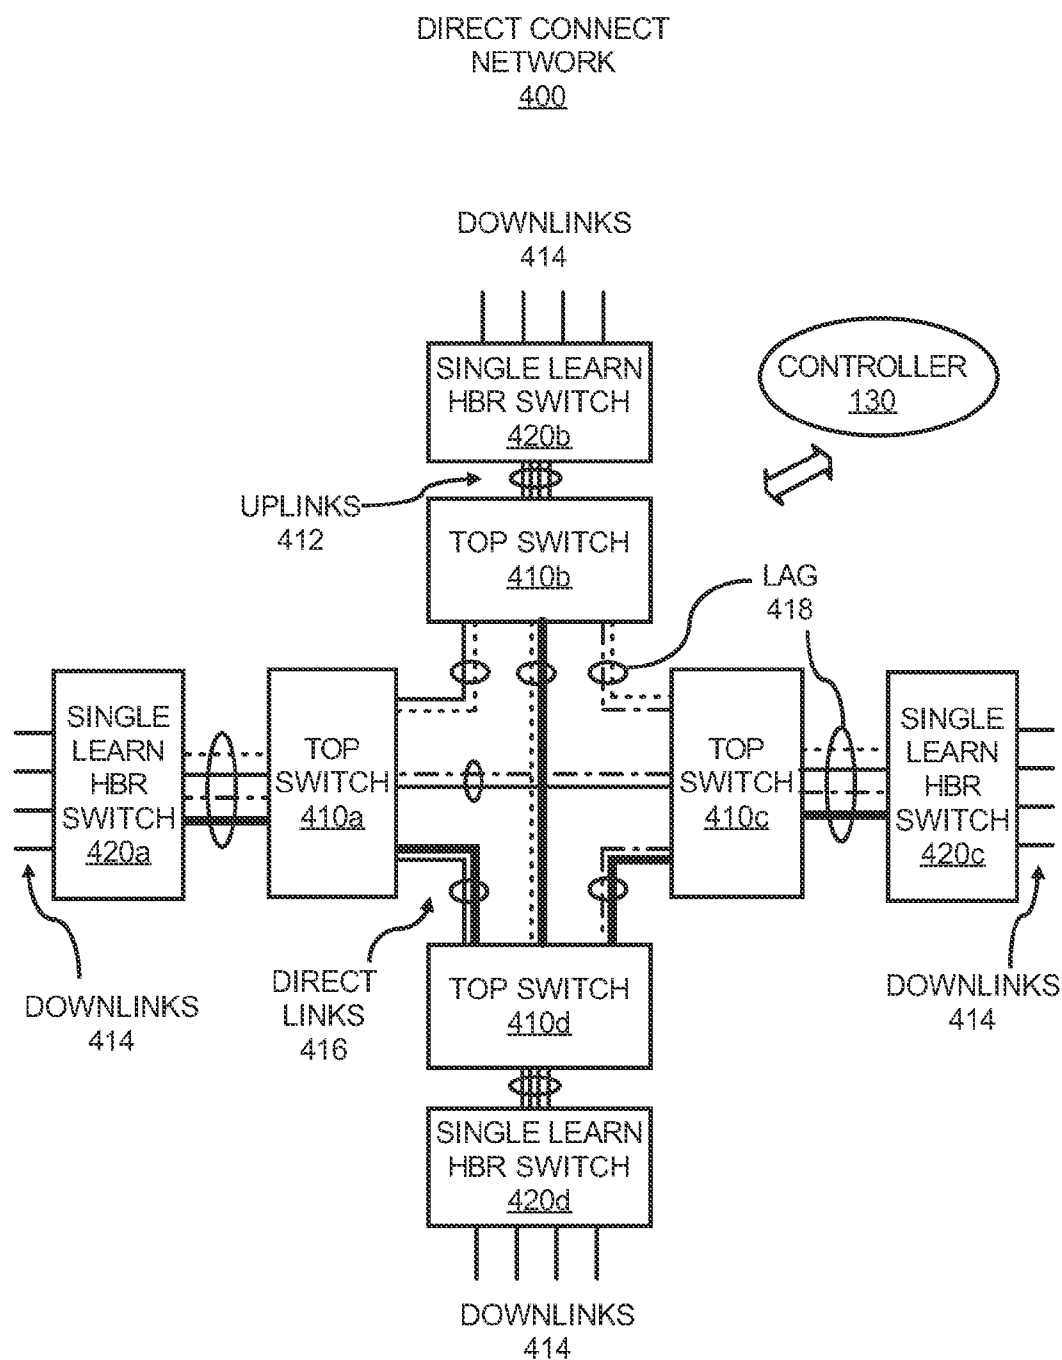 DIRECT CONNECT
NETWORK
400
DOWNLINKS
414
SINGLE LEARN
HBR SWITCH
420b
CONTROLLER
130
UPLINKS
412
TOP SWITCH
410b
LAG
418
SINGLE
LEARN
HBR
SWITCH
420a
TOP
SWITCH
410a
TOP
SWITCH
410c
SINGLE
LEARN
HBR
SWITCH
420c
DOWNLINKS
414
DIRECT
LINKS
416
TOP SWITCH
410d
DOWNLINKS
414
SINGLE LEARN
HBR SWITCH
420d
DOWNLINKS
414